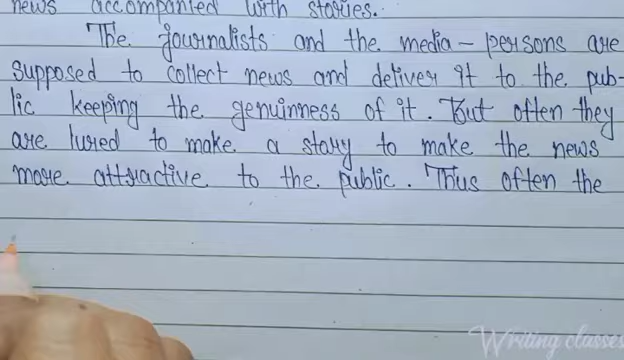 news accompanied with stories.
The journalists and the media - persons are
supposed to collect news and deliver it to the pub-
lic keeping the genuinness of it. But often they
are lured to make a story to make the news
more attractive to the public. Thus often the
Writing classes